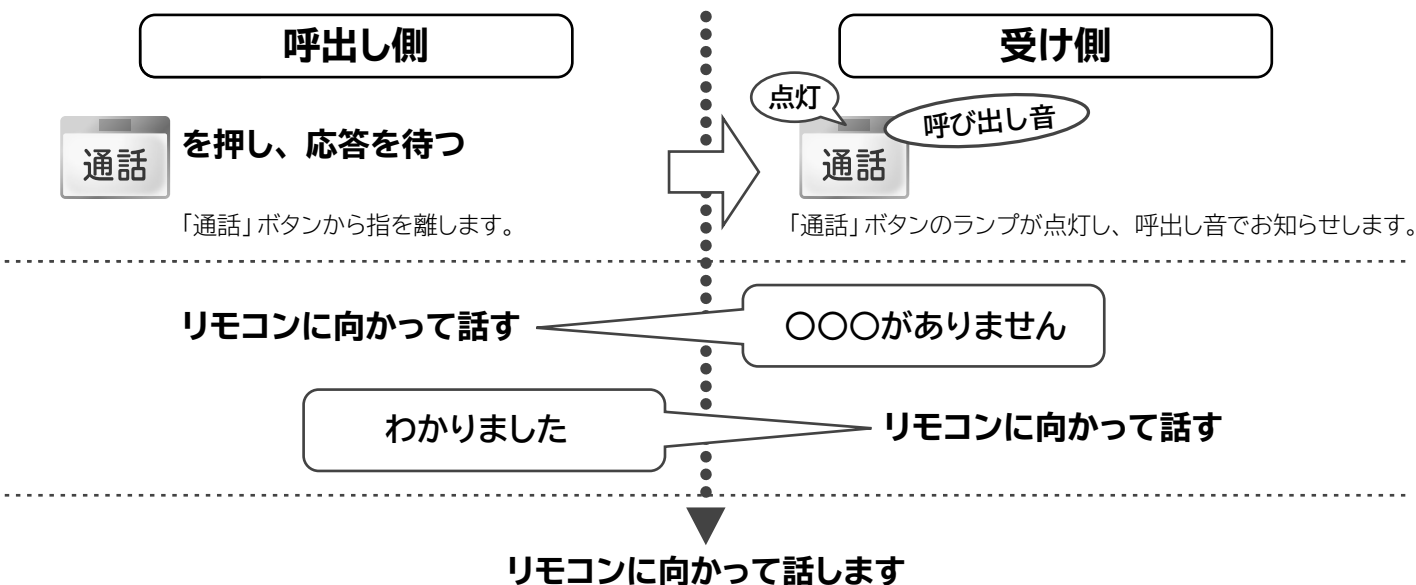 呼出し側
受け側
点灯
呼び出し音
通話
を押し、応答を待つ
通話
「通話」ボタンから指を離します。
「通話」ボタンのランプが点灯し、呼出し音でお知らせします。
リモコンに向かって話す
〇〇〇がありません
わかりました
リモコンに向かって話す
リモコンに向かって話します